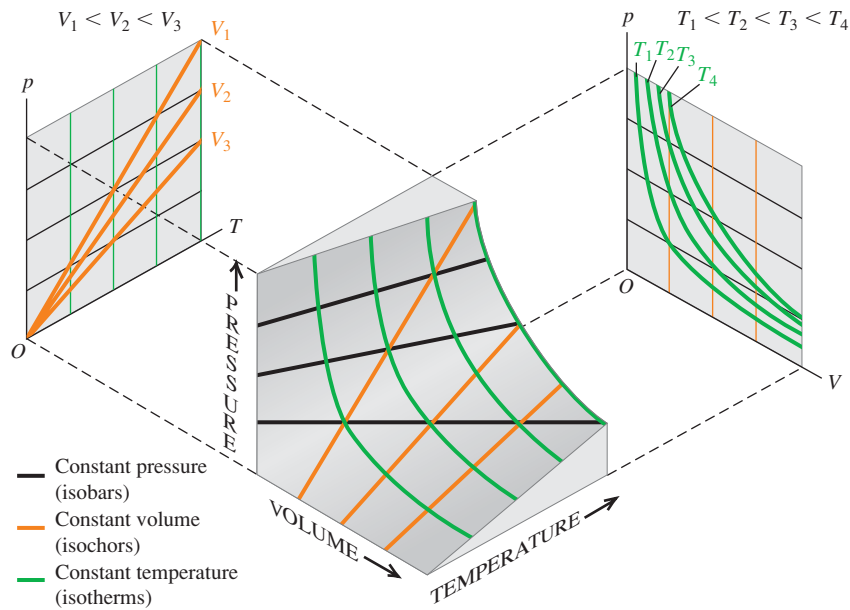 V₁ < V₂ < V₃
V₁
p
V₂
V₃
T
O
T₁ < T₂ < T₃ < T₄
p
T₁ T₂ T₃
T₄
O
V
PRESSURE
VOLUME
TEMPERATURE
Constant pressure
(isobars)
Constant volume
(isochors)
Constant temperature
(isotherms)